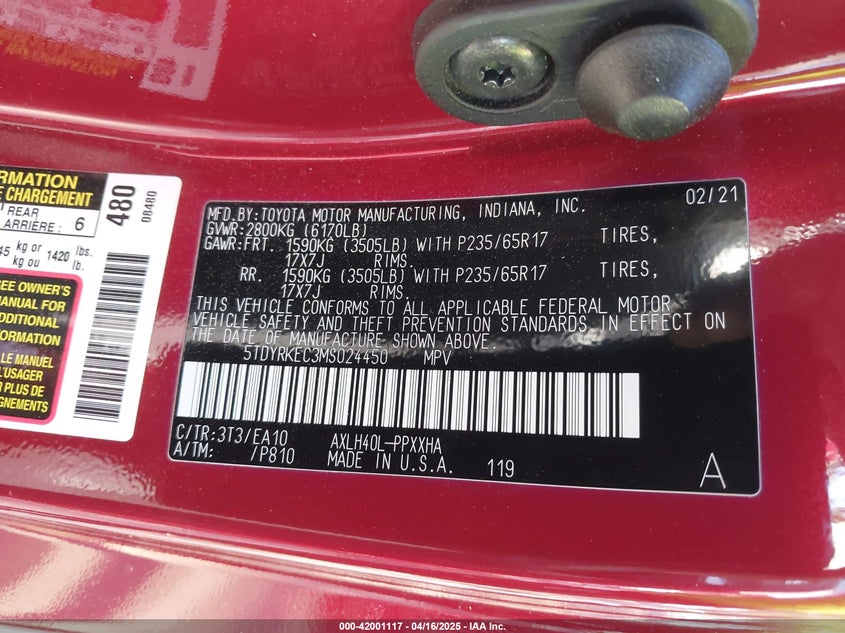 ORMATION
E CHARGEMENT
REAR
ARRIÈRE : 6
45 kg or 1420 lbs.
kg ou lb.
480
08480
SEE OWNER'S
MANUAL FOR
ADDITIONAL
INFORMATION
LE MANUEL
L'USAGER
PLUS DE
IGNEMENTS
02/21
MFD.BY:TOYOTA MOTOR MANUFACTURING, INDIANA, INC.
GVWR:2800KG (6170LB)
GAWR:FRT. 1590KG (3505LB) WITH P235/65R17 TIRES,
17X7J RIMS.
RR. 1590KG (3505LB) WITH P235/65R17 TIRES,
17X7J RIMS.
THIS VEHICLE CONFORMS TO ALL APPLICABLE FEDERAL MOTOR
VEHICLE SAFETY AND THEFT PREVENTION STANDARDS IN EFFECT ON
THE DATE OF MANUFACTURE SHOWN ABOVE.
5TDYRKEC3MS024450 MPV
C/TR:3T3/EA10 AXLH40L-PPXXHA
A/TM: /P810 MADE IN U.S.A. 119
A
000-42001117 - 04/16/2025 - IAA Inc.